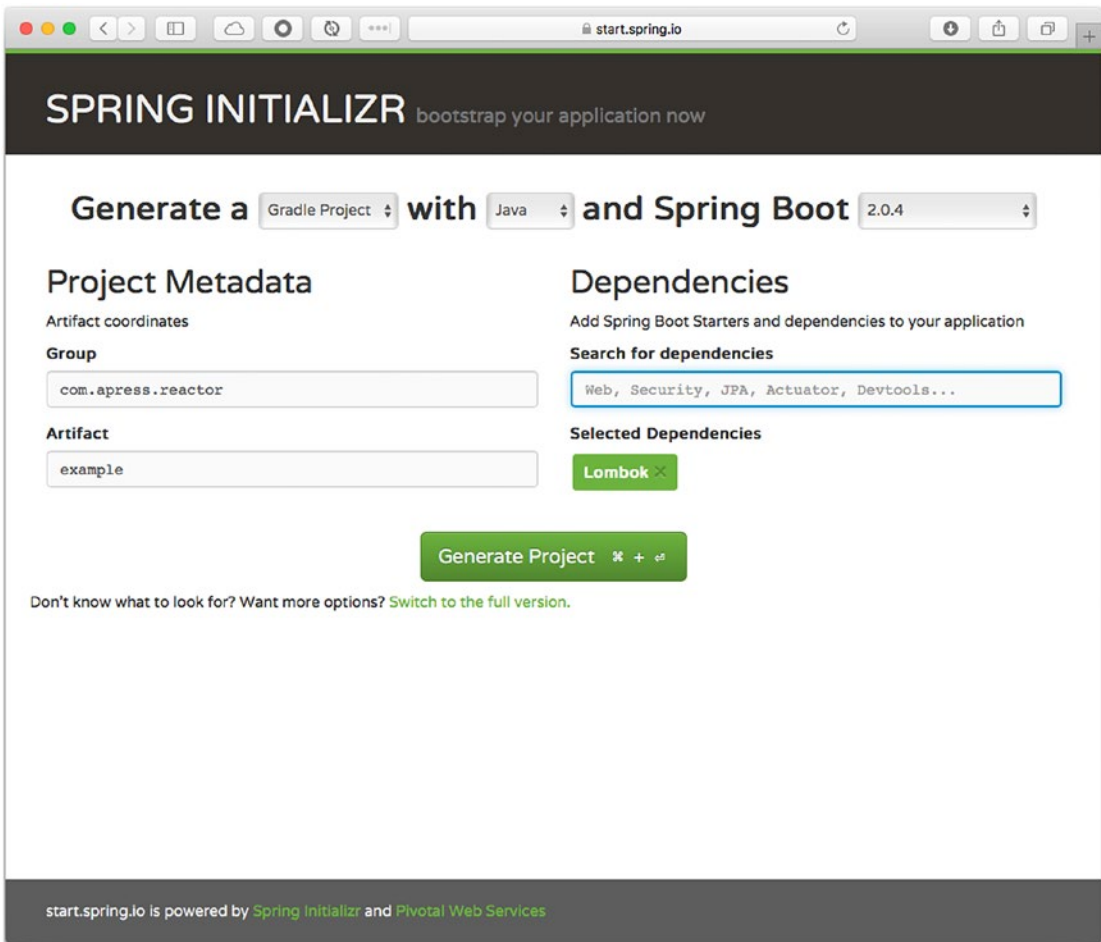 start.spring.io
SPRING INITIALIZR bootstrap your application now
Generate a Gradle Project with Java and Spring Boot 2.0.4
Project Metadata
Artifact coordinates
Group
com.apress.reactor
Artifact
example
Dependencies
Add Spring Boot Starters and dependencies to your application
Search for dependencies
Web, Security, JPA, Actuator, Devtools...
Selected Dependencies
Lombok ×
Generate Project ⌘ + ⏎
Don't know what to look for? Want more options? Switch to the full version.
start.spring.io is powered by Spring Initializr and Pivotal Web Services